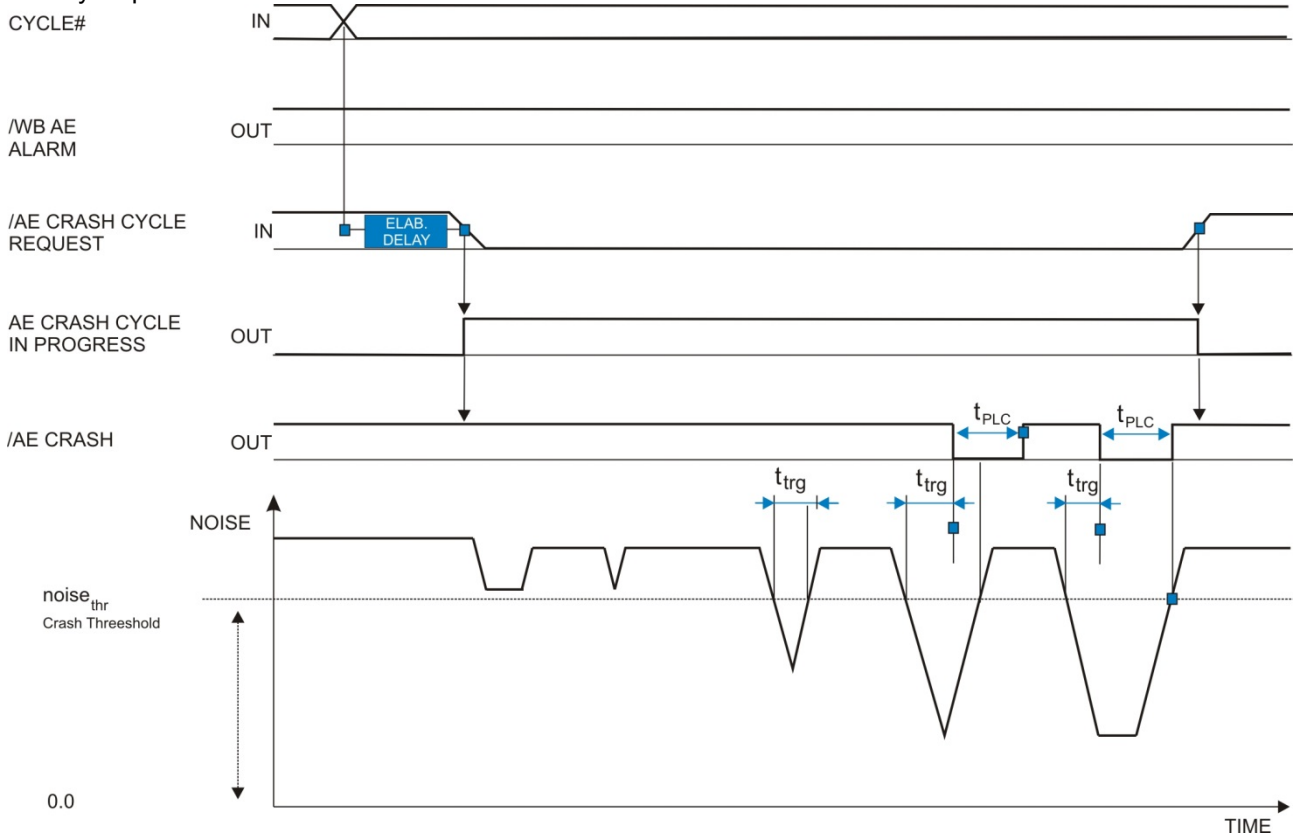 CYCLE#
IN
/WB AE
ALARM
OUT
/AE CRASH CYCLE
REQUEST
IN
ELAB.
DELAY
AE CRASH CYCLE
IN PROGRESS
OUT
/AE CRASH
OUT
tPLC
tPLC
ttrg
ttrg
ttrg
NOISE
noisethr
Crash Threeshold
0.0
TIME